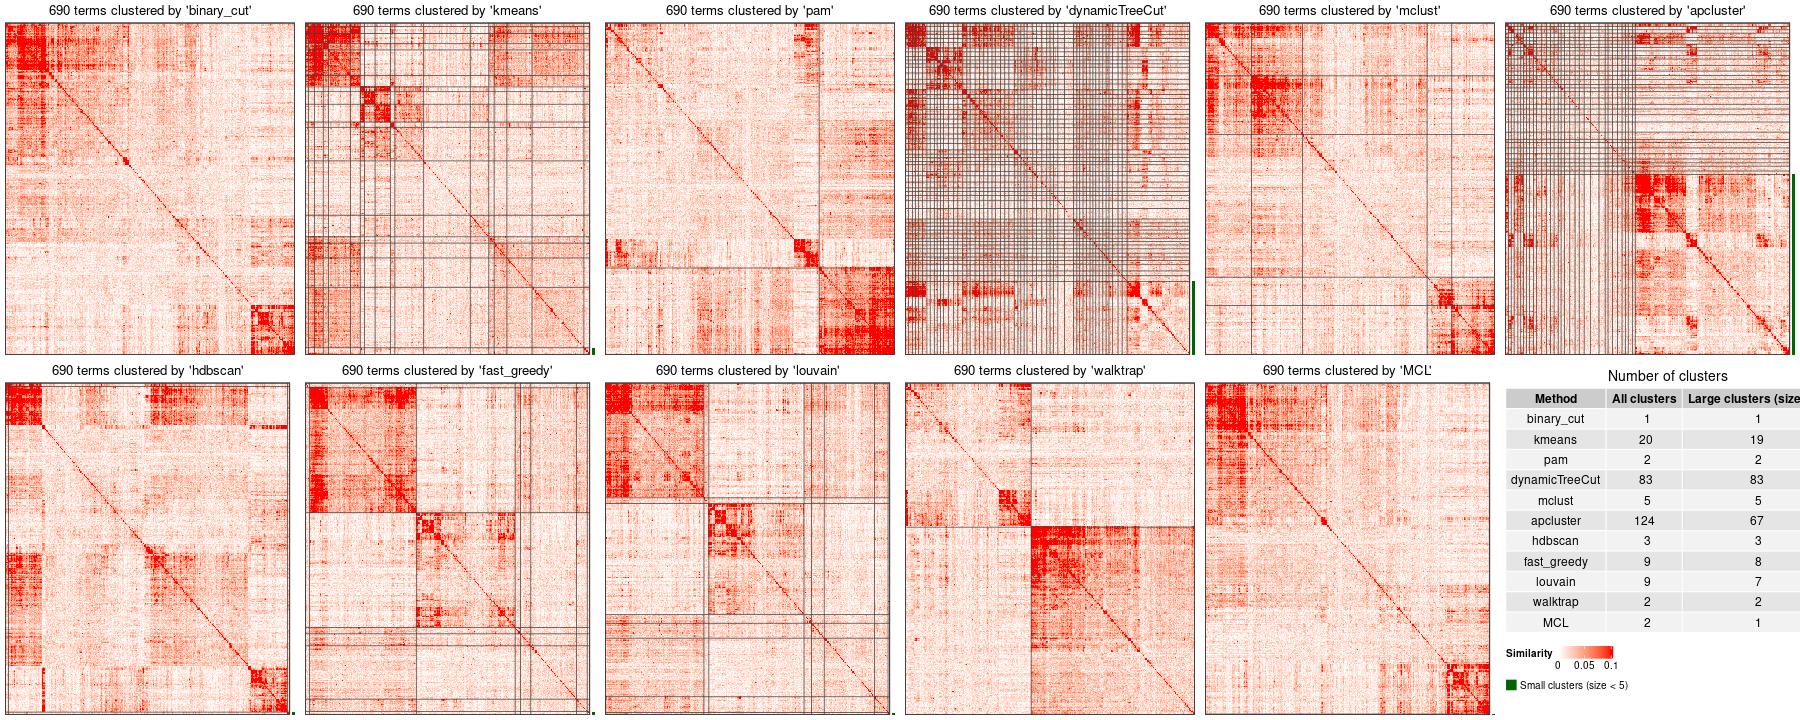 690 terms clustered by 'binary_cut'
690 terms clustered by 'kmeans'
690 terms clustered by 'pam'
690 terms clustered by 'dynamicTreeCut'
690 terms clustered by 'mclust'
690 terms clustered by 'apcluster'
690 terms clustered by 'hdbscan'
690 terms clustered by 'fast_greedy'
690 terms clustered by 'louvain'
690 terms clustered by 'walktrap'
690 terms clustered by 'MCL'
Number of clusters
Method All clusters Large clusters (size
binary_cut 1 1
kmeans 20 19
pam 2 2
dynamicTreeCut 83 83
mclust 5 5
apcluster 124 67
hdbscan 3 3
fast_greedy 9 8
louvain 9 7
walktrap 2 2
MCL 2 1
Similarity
0 0.05 0.1
Small clusters (size < 5)